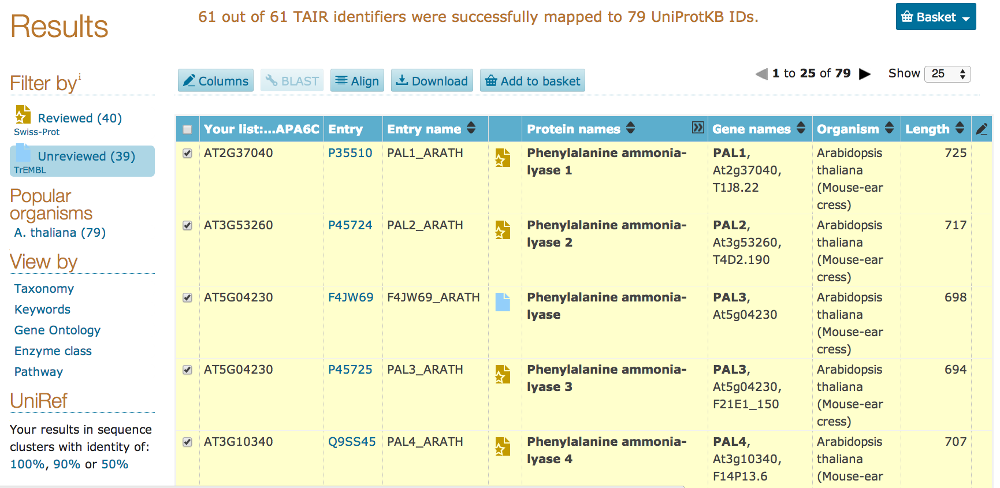 Results
61 out of 61 TAIR identifiers were successfully mapped to 79 UniProtKB IDs.
Basket
Filter by i
Reviewed (40)
Swiss-Prot
Unreviewed (39)
TrEMBL
Popular
organisms
A. thaliana (79)
View by
Taxonomy
Keywords
Gene Ontology
Enzyme class
Pathway
UniRef
Your results in sequence
clusters with identity of:
100%, 90% or 50%
Columns BLAST Align Download Add to basket
1 to 25 of 79 Show 25
Your list:...APA6C Entry Entry name Protein names Gene names Organism Length
AT2G37040 P35510 PAL1_ARATH Phenylalanine ammonia- PAL1, Arabidopsis 725
lyase 1 At2g37040, thaliana
T1J8.22 (Mouse-ear
cress)
AT3G53260 P45724 PAL2_ARATH Phenylalanine ammonia- PAL2, Arabidopsis 717
lyase 2 At3g53260, thaliana
T4D2.190 (Mouse-ear
cress)
AT5G04230 F4JW69 F4JW69_ARATH Phenylalanine ammonia- PAL3, Arabidopsis 698
lyase At5g04230 thaliana
(Mouse-ear
cress)
AT5G04230 P45725 PAL3_ARATH Phenylalanine ammonia- PAL3, Arabidopsis 694
lyase 3 At5g04230, thaliana
F21E1_150 (Mouse-ear
cress)
AT3G10340 Q9SS45 PAL4_ARATH Phenylalanine ammonia- PAL4, Arabidopsis 707
lyase 4 At3g10340, thaliana
F14P13.6 (Mouse-ear